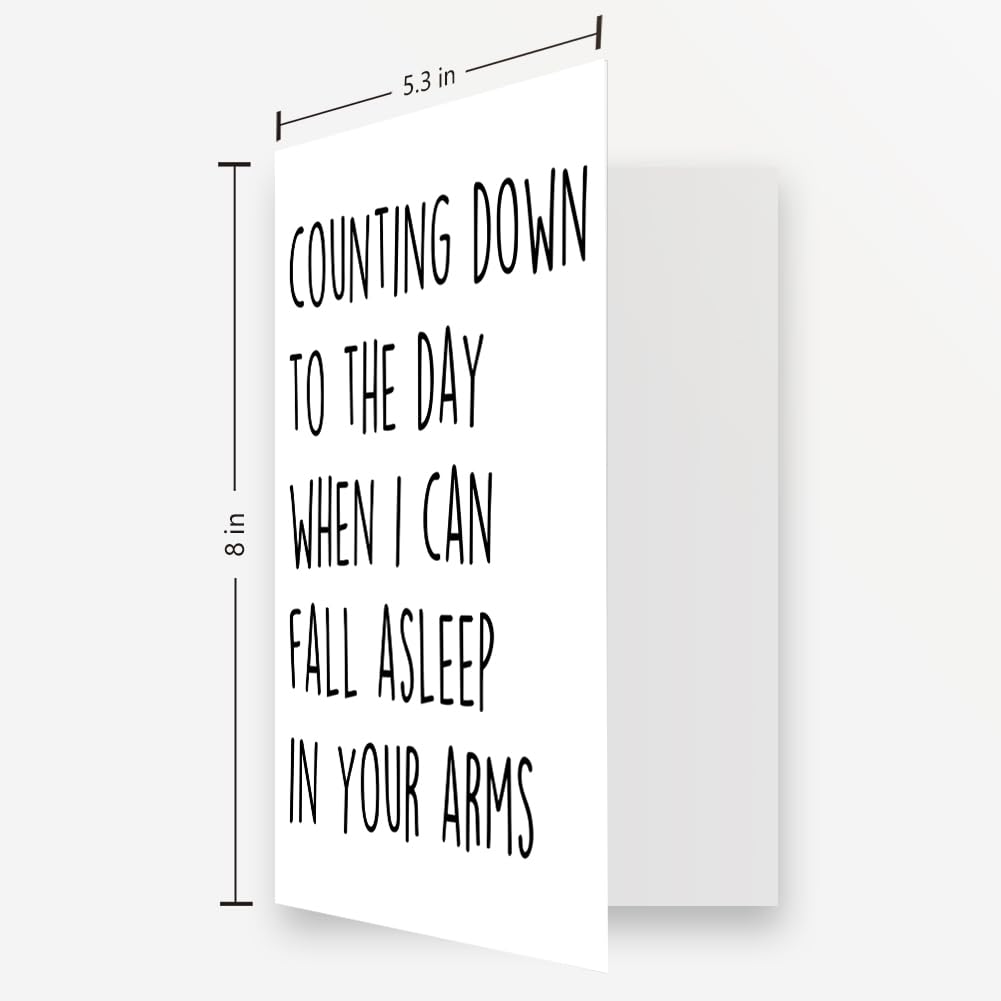 5.3 in
8 in
COUNTING DOWN
TO THE DAY
WHEN I CAN
FALL ASLEEP
IN YOUR ARMS